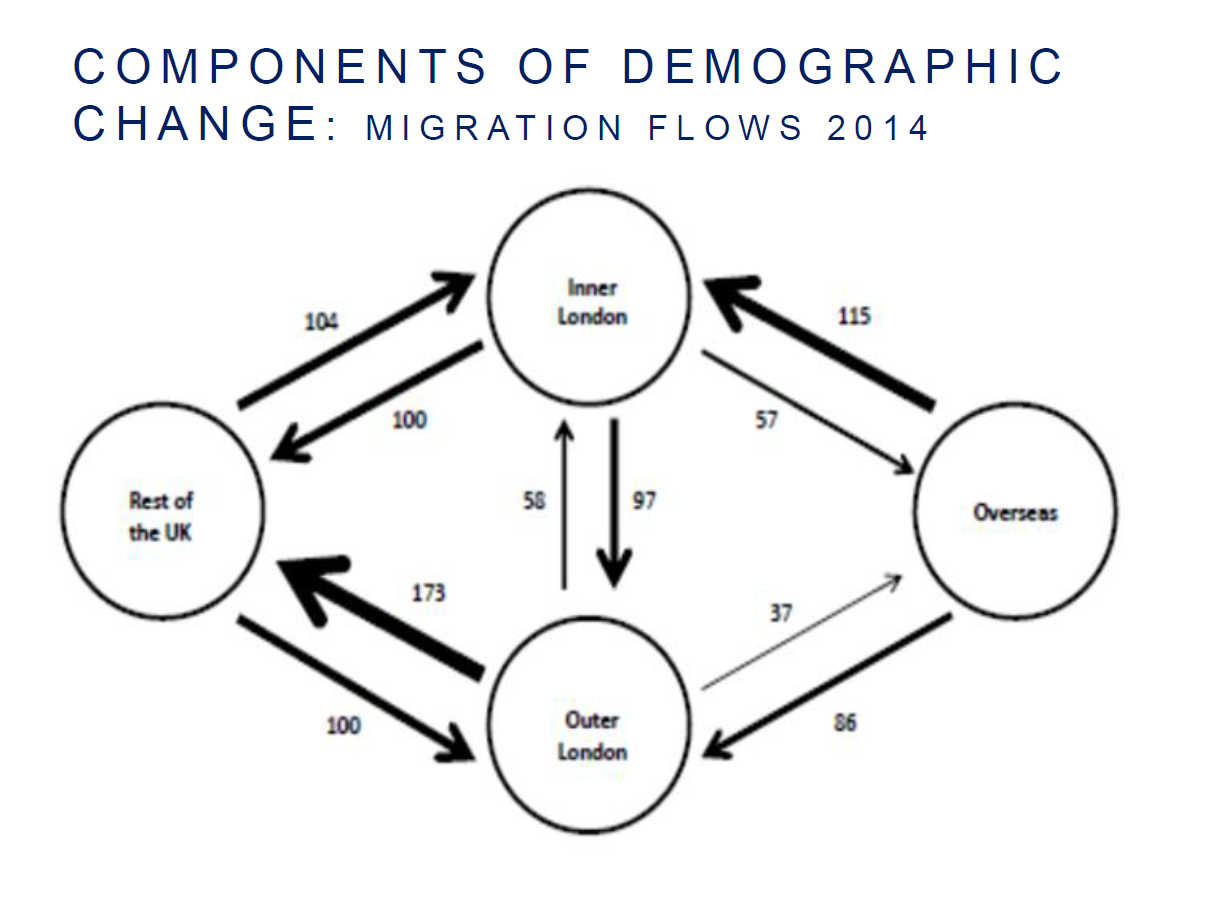 COMPONENTS OF DEMOGRAPHIC
CHANGE: MIGRATION FLOWS 2014
Inner
London
104
115
100
57
Rest of
the UK
58
97
Overseas
173
37
100
Outer
London
86